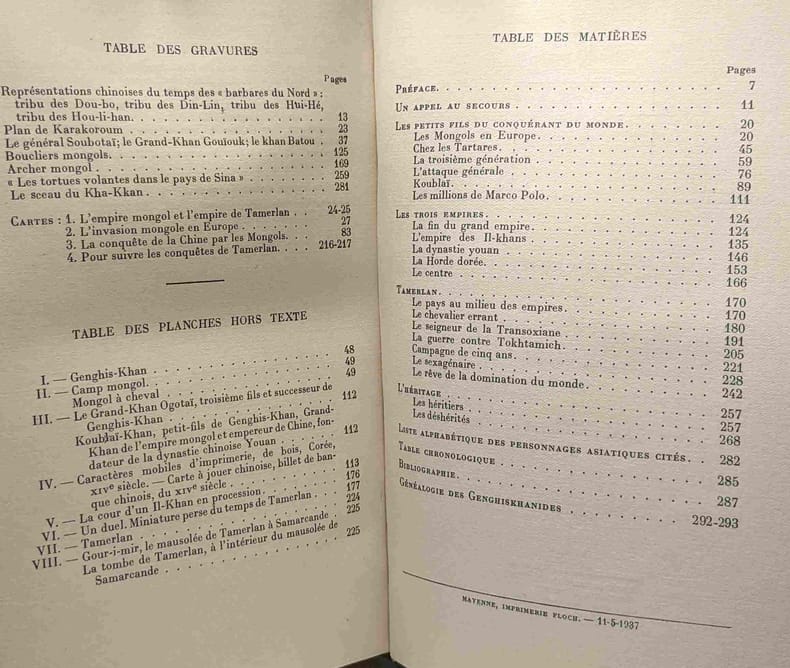 TABLE DES GRAVURES
Pages
Représentations chinoises du temps des « barbares du Nord » :
tribu des Dou-bo, tribu des Din-Lin, tribu des Hui-Hé,
tribu des Hou-li-han. . . . . . . . . . . . . . . 13
Plan de Karakoroum . . . . . . . . . . . . . . . 23
Le général Soubotaï; le Grand-Khan Gouïouk; le khan Batou . 37
Boucliers mongols. . . . . . . . . . . . . . . . 125
Archer mongol . . . . . . . . . . . . . . . . . 169
« Les tortues volantes dans le pays de Sina » . . . . . . . 259
Le sceau du Kha-Kkan . . . . . . . . . . . . . . 281
CARTES : 1. L'empire mongol et l'empire de Tamerlan . . 24-25
2. L'invasion mongole en Europe . . . . . . . 27
3. La conquête de la Chine par les Mongols. . . 83
4. Pour suivre les conquêtes de Tamerlan. . . . 216-217
TABLE DES PLANCHES HORS TEXTE
I. — Genghis-Khan . . . . . . . . . . . . . . 48
II. — Camp mongol. . . . . . . . . . . . . . . 49
Mongol à cheval . . . . . . . . . . . . . . 49
III. — Le Grand-Khan Ogotaï, troisième fils et successeur de
Genghis-Khan . . . . . . . . . . . . . . 112
Koublaï-Khan, petit-fils de Genghis-Khan, Grand-
Khan de l'empire mongol et empereur de Chine, fon-
dateur de la dynastie chinoise Youan . . . . . . 112
IV. — Caractères mobiles d'imprimerie, de bois, Corée,
XIVe siècle. — Carte à jouer chinoise, billet de ban-
que chinois, du XIVe siècle . . . . . . . . . . 113
V. — La cour d'un Il-Khan en procession. . . . . . . 176
VI. — Un duel. Miniature perse du temps de Tamerlan . . . 177
VII. — Tamerlan . . . . . . . . . . . . . . . 224
VIII. — Gour-i-mir, le mausolée de Tamerlan à Samarcande . 225
La tombe de Tamerlan, à l'intérieur du mausolée de
Samarcande . . . . . . . . . . . . . . . 225
TABLE DES MATIÈRES
Pages
PRÉFACE. . . . . . . . . . . . . . . . . . . 7
UN APPEL AU SECOURS . . . . . . . . . . . . . . 11
LES PETITS FILS DU CONQUÉRANT DU MONDE. . . . . . . . 20
Les Mongols en Europe. . . . . . . . . . . . . 20
Chez les Tartares. . . . . . . . . . . . . . . 45
La troisième génération . . . . . . . . . . . . 59
L'attaque générale . . . . . . . . . . . . . . 76
Koublaï. . . . . . . . . . . . . . . . . . . 89
Les millions de Marco Polo. . . . . . . . . . . . 111
LES TROIS EMPIRES. . . . . . . . . . . . . . . 124
La fin du grand empire. . . . . . . . . . . . . 124
L'empire des Il-khans . . . . . . . . . . . . . 135
La dynastie youan . . . . . . . . . . . . . . 146
La Horde dorée. . . . . . . . . . . . . . . . 153
Le centre . . . . . . . . . . . . . . . . . . 166
TAMERLAN. . . . . . . . . . . . . . . . . . . 170
Le pays au milieu des empires. . . . . . . . . . . 170
Le chevalier errant . . . . . . . . . . . . . . 180
Le seigneur de la Transoxiane . . . . . . . . . . 191
La guerre contre Tokhtamich. . . . . . . . . . . 205
Campagne de cinq ans. . . . . . . . . . . . . . 221
Le sexagénaire . . . . . . . . . . . . . . . . 228
Le rêve de la domination du monde. . . . . . . . . 242
L'HÉRITAGE . . . . . . . . . . . . . . . . . . 257
Les héritiers . . . . . . . . . . . . . . . . 257
Les déshérités . . . . . . . . . . . . . . . . 268
LISTE ALPHABÉTIQUE DES PERSONNAGES ASIATIQUES CITÉS. . 282
TABLE CHRONOLOGIQUE . . . . . . . . . . . . . . 285
BIBLIOGRAPHIE. . . . . . . . . . . . . . . . . 287
GÉNÉALOGIE DES GENGHISKHANIDES . . . . . . . . . 292-293
MAYENNE, IMPRIMERIE FLOCH. — 11-5-1937